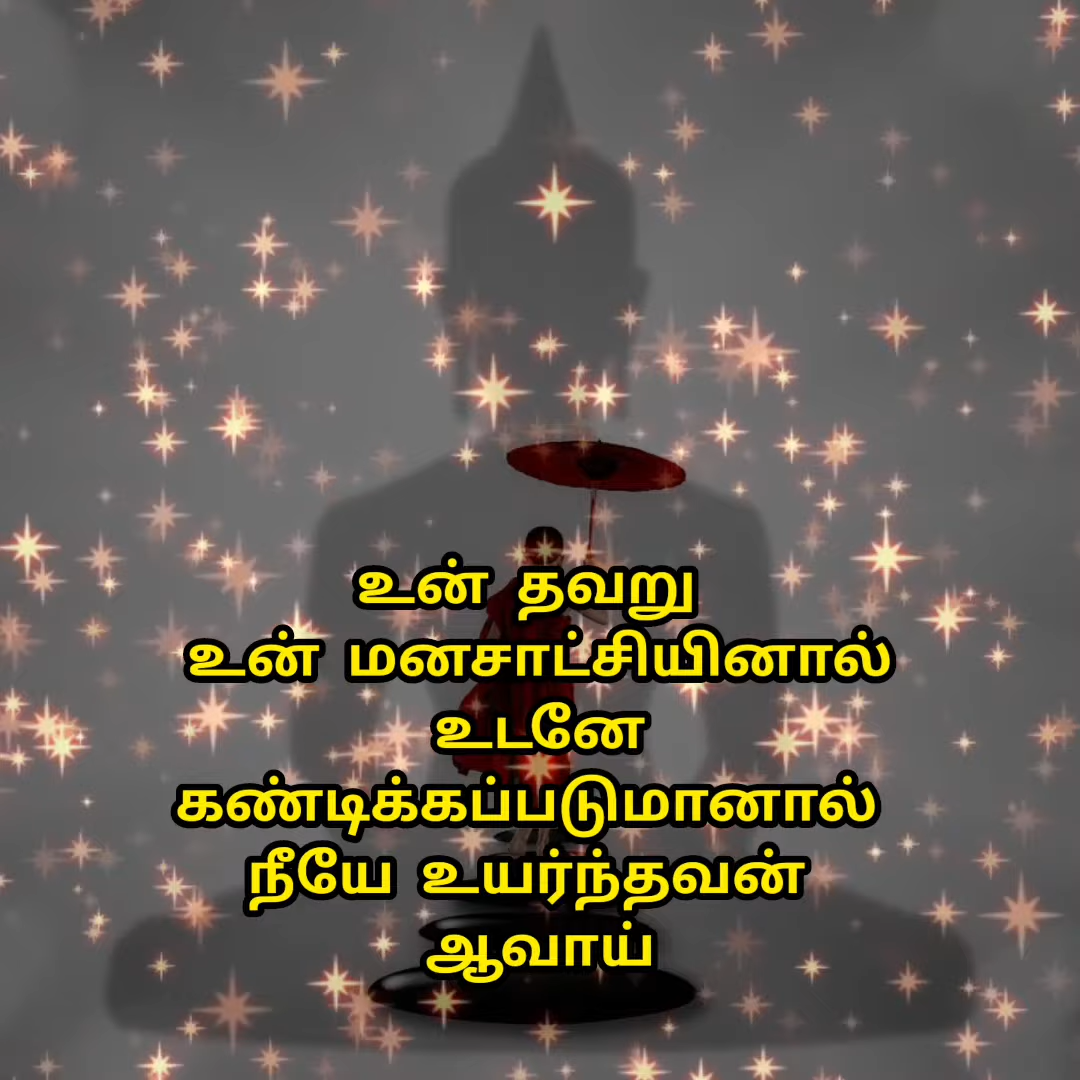 உன் தவறு
உன் மனசாட்சியினால்
உடனே
கண்டிக்கப்படுமானால்
நீயே உயர்ந்தவன்
ஆவாய்